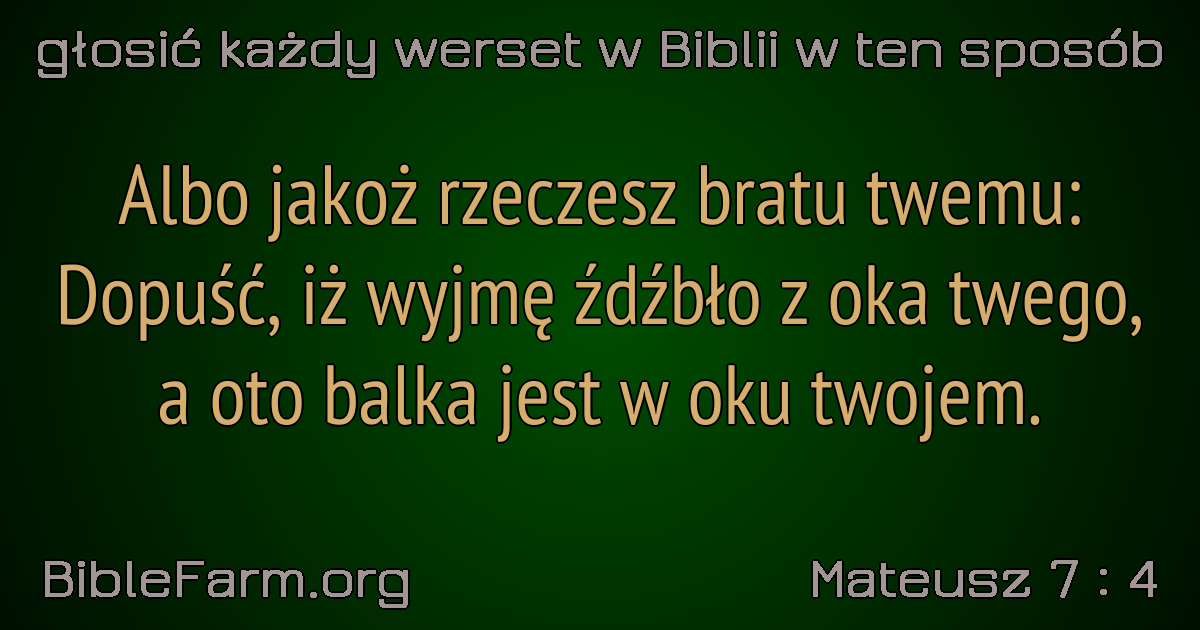 głosić każdy werset w Biblii w ten sposób
Albo jakoż rzeczesz bratu twemu:
Dopuść, iż wyjmę źdźbło z oka twego,
a oto balka jest w oku twojem.
BibleFarm.org
Mateusz 7 : 4